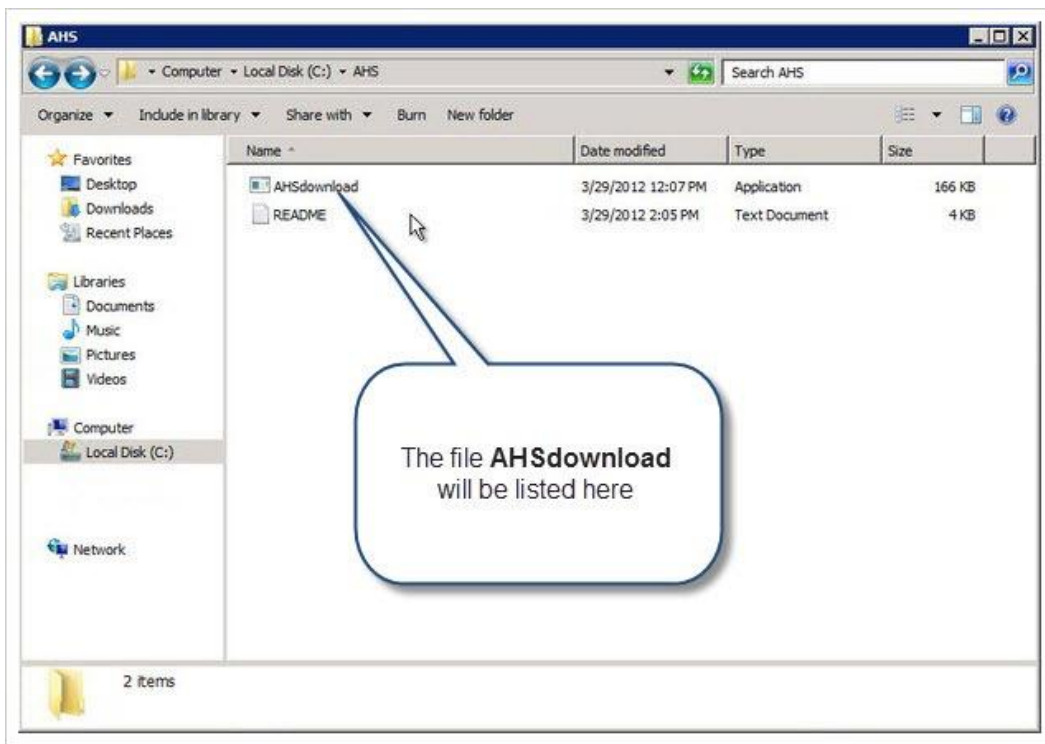 AHS
Computer Local Disk (C:) AHS Search AHS
Organize Include in library Share with Burn New folder
Favorites
Desktop
Downloads
Recent Places
Libraries
Documents
Music
Pictures
Videos
Computer
Local Disk (C:)
Network
Name Date modified Type Size
AHSdownload 3/29/2012 12:07 PM Application 166 KB
README 3/29/2012 2:05 PM Text Document 4 KB
The file AHSdownload
will be listed here
2 items